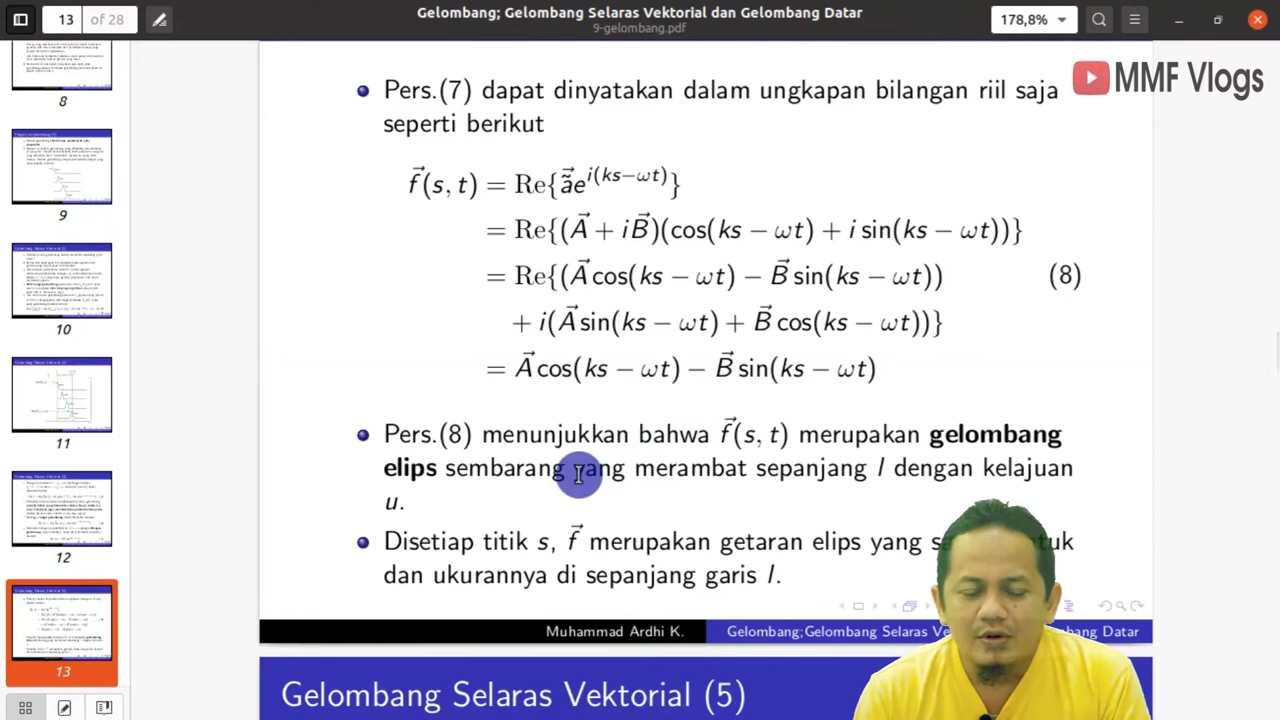 Gelombang; Gelombang Selaras Vektorial dan Gelombang Datar
9-gelombang.pdf
13 of 28
178,8%
MMF Vlogs
Pers.(7) dapat dinyatakan dalam ungkapan bilangan riil saja
seperti berikut
f⃗(s, t) = Re{ã⃗e^{i(ks−ωt)}}
= Re{(A⃗ + iB⃗)(cos(ks − ωt) + i sin(ks − ωt))}
= Re{(A⃗ cos(ks − ωt) − B⃗ sin(ks − ωt)) (8)
+ i(A⃗ sin(ks − ωt) + B⃗ cos(ks − ωt))}
= A⃗ cos(ks − ωt) − B⃗ sin(ks − ωt)
Pers.(8) menunjukkan bahwa f⃗(s, t) merupakan gelombang
elips sembarang yang merambat sepanjang l dengan kelajuan
u.
Disetiap titik s, f⃗ merupakan getaran elips yang
dan ukurannya di sepanjang garis l.
Muhammad Ardhi K.
Gelombang;Gelombang Selaras Datar
Gelombang Selaras Vektorial (5)
8
9
10
11
12
13